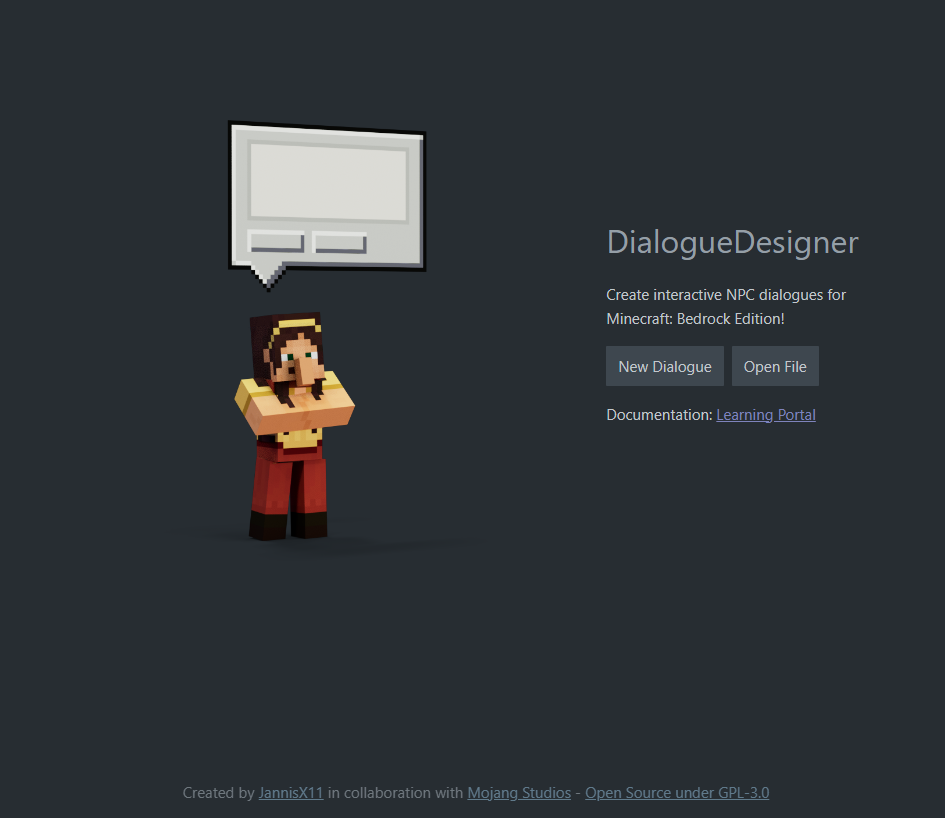 DialogueDesigner
Create interactive NPC dialogues for
Minecraft: Bedrock Edition!
New Dialogue Open File
Documentation: Learning Portal
Created by JannisX11 in collaboration with Mojang Studios - Open Source under GPL-3.0